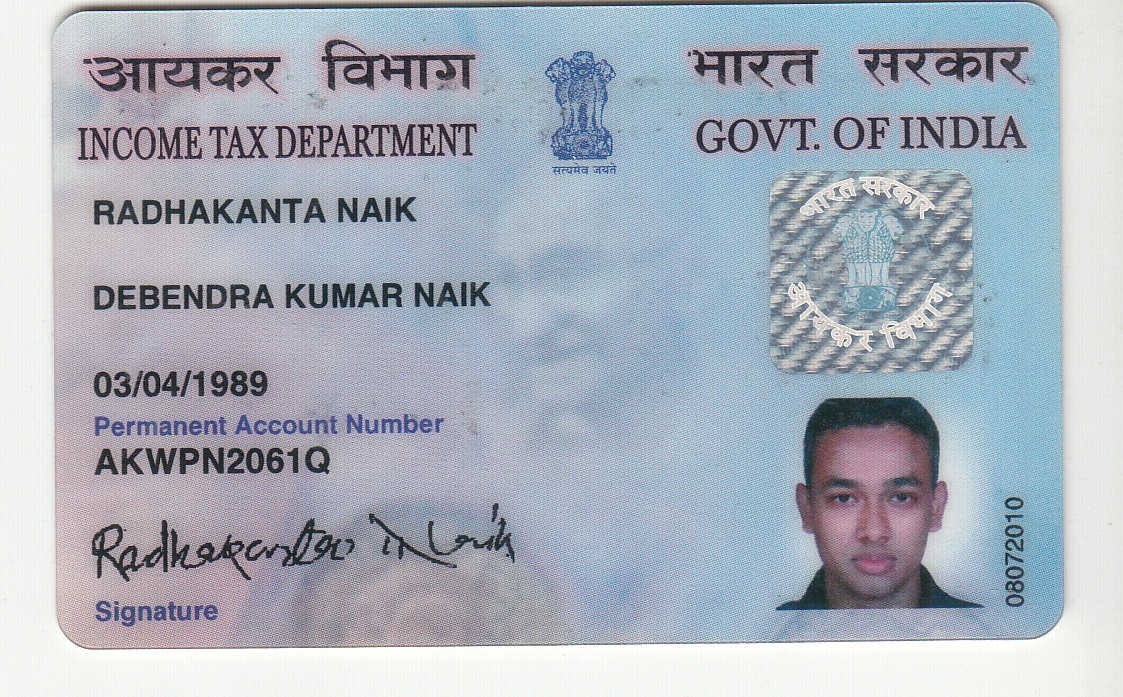 आयकर विभाग
INCOME TAX DEPARTMENT
सत्यमेव जयते
भारत सरकार
GOVT. OF INDIA
RADHAKANTA NAIK
DEBENDRA KUMAR NAIK
03/04/1989
Permanent Account Number
AKWPN2061Q
Radhakanta Naik
Signature
भारत सरकार
आयकर विभाग
08072010